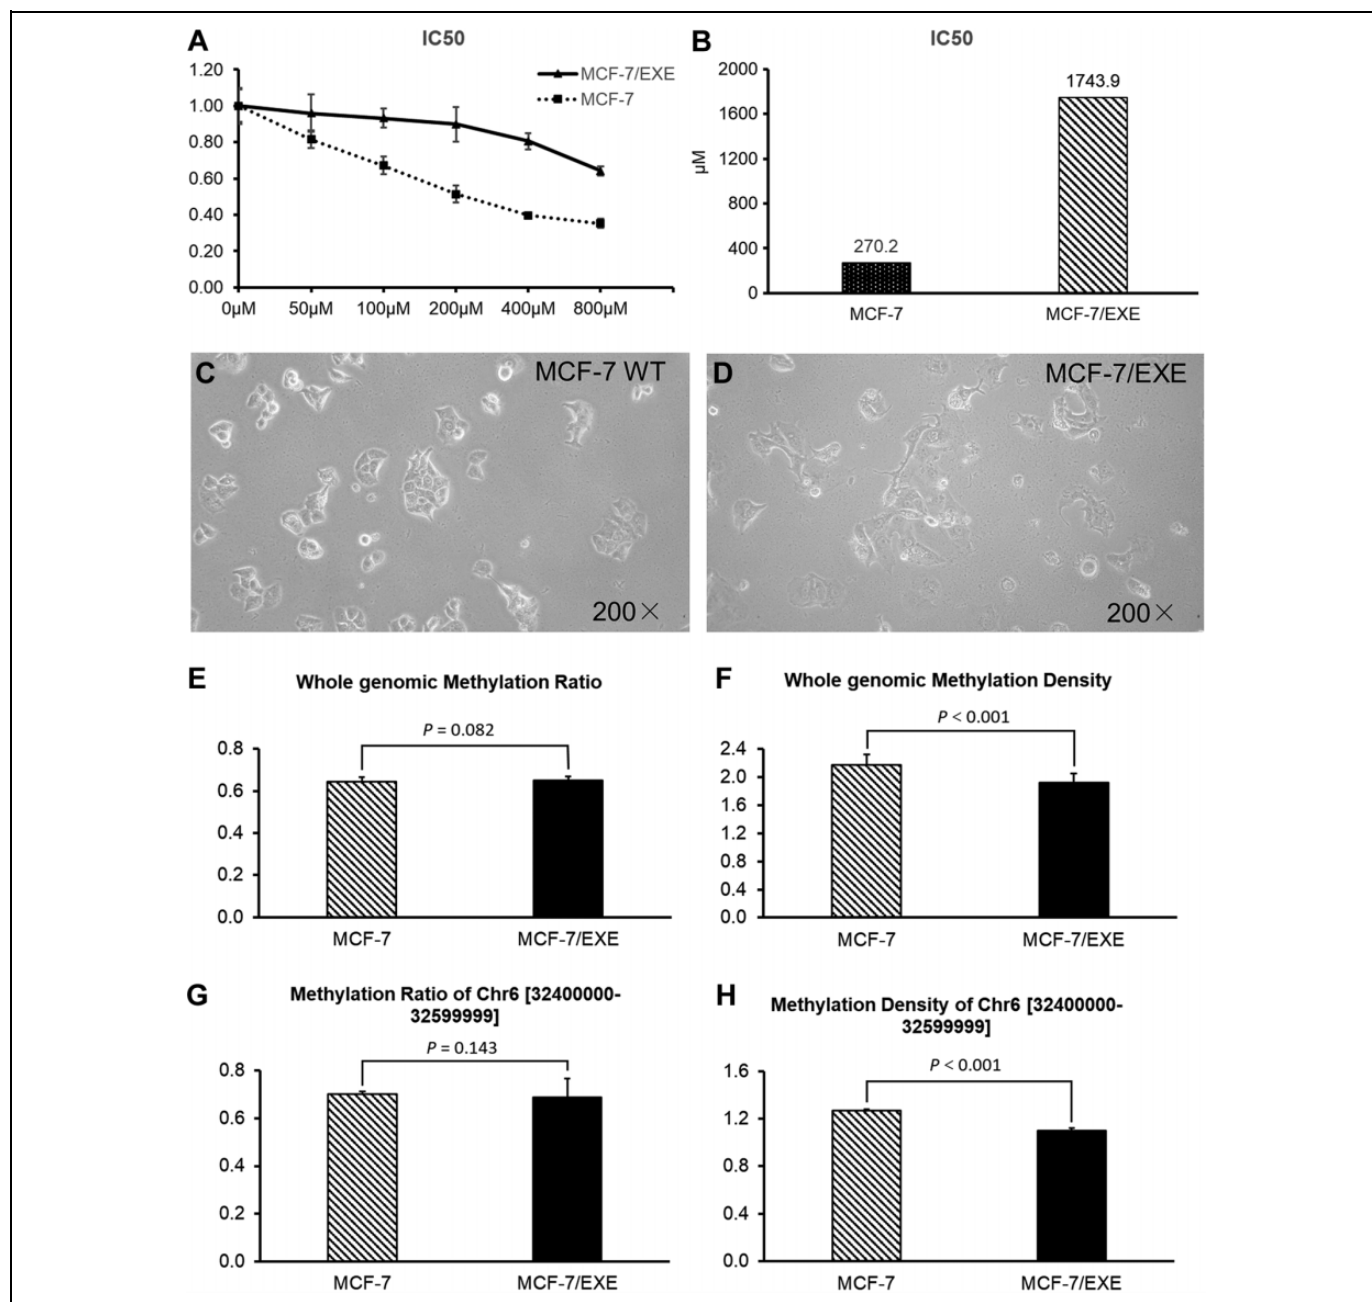 A
IC50
1.20
1.00
0.80
0.60
0.40
0.20
0.00
0µM
50µM
100µM
200µM
400µM
800µM
MCF-7/EXE
MCF-7
B
IC50
µM
2000
1600
1200
800
400
0
270.2
1743.9
MCF-7
MCF-7/EXE
C
MCF-7 WT
200×
D
MCF-7/EXE
200×
E
Whole genomic Methylation Ratio
P = 0.082
0.8
0.6
0.4
0.2
0.0
MCF-7
MCF-7/EXE
F
Whole genomic Methylation Density
P < 0.001
2.4
2.0
1.6
1.2
0.8
0.4
0.0
MCF-7
MCF-7/EXE
G
Methylation Ratio of Chr6 [32400000-
32599999]
P = 0.143
0.8
0.6
0.4
0.2
0.0
MCF-7
MCF-7/EXE
H
Methylation Density of Chr6 [32400000-
32599999]
P < 0.001
1.6
1.2
0.8
0.4
0.0
MCF-7
MCF-7/EXE